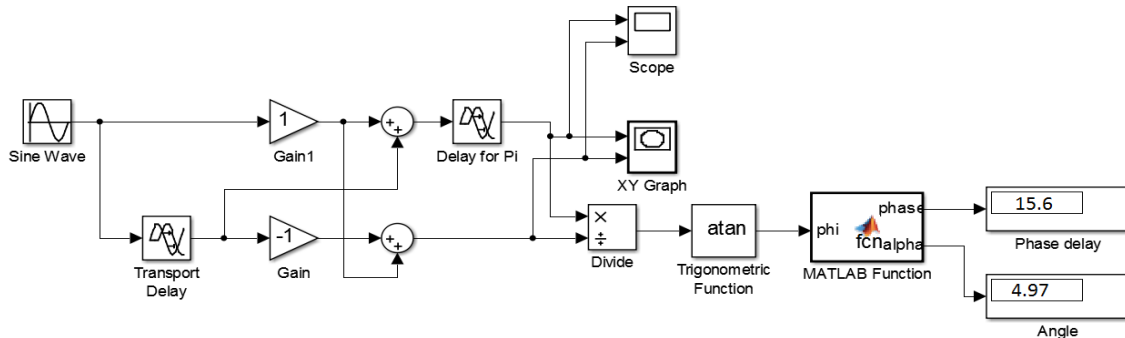 Scope
1
+
+
Sine Wave
Gain1
Delay for Pi
XY Graph
-1
+
+
×
÷
atan
phi
fcn
phase
alpha
15.6
Phase delay
Transport
Delay
Gain
Divide
Trigonometric
Function
MATLAB Function
4.97
Angle